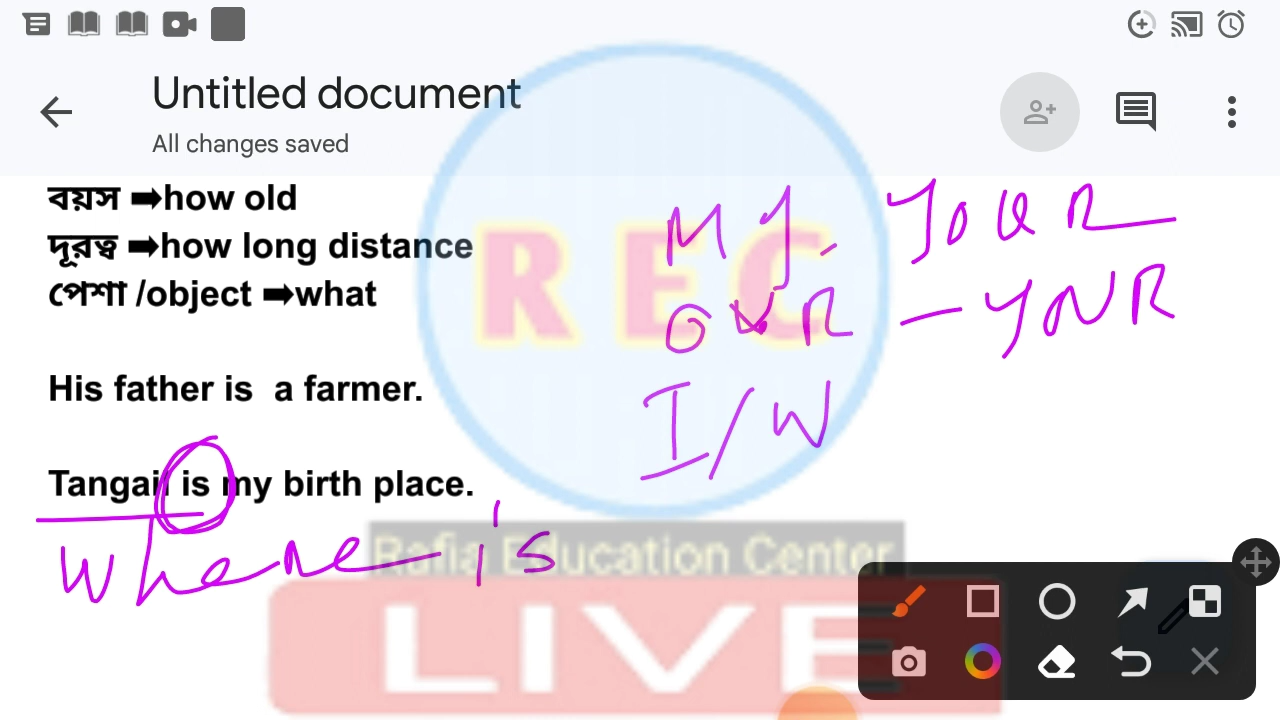 Untitled document
All changes saved
বয়স ➡how old
দূরত্ব ➡how long distance
পেশা /object ➡what
His father is a farmer.
Tangail is my birth place.
where is
MY. YOUR
OUR - YOUR
I/W
REC
Rafia Education Center
LIVE